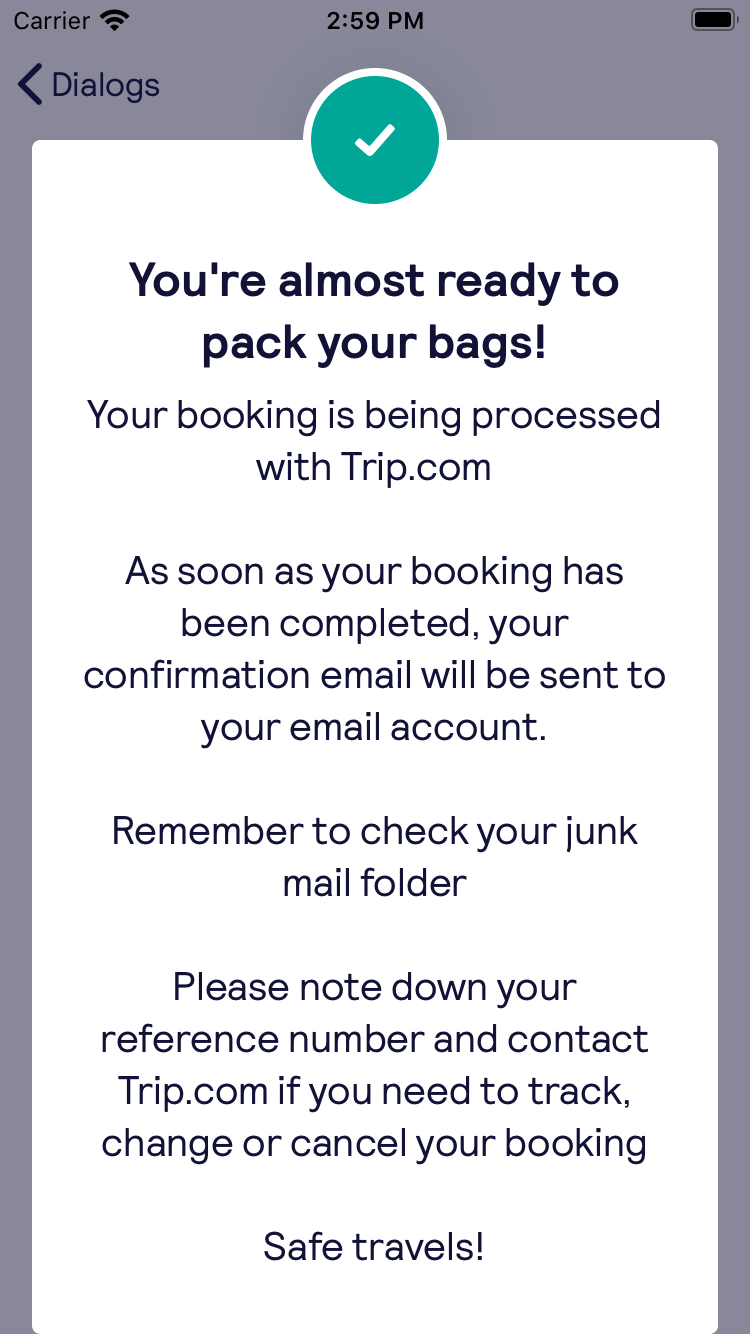 Carrier 2:59 PM
Dialogs
You're almost ready to
pack your bags!
Your booking is being processed
with Trip.com
As soon as your booking has
been completed, your
confirmation email will be sent to
your email account.
Remember to check your junk
mail folder
Please note down your
reference number and contact
Trip.com if you need to track,
change or cancel your booking
Safe travels!